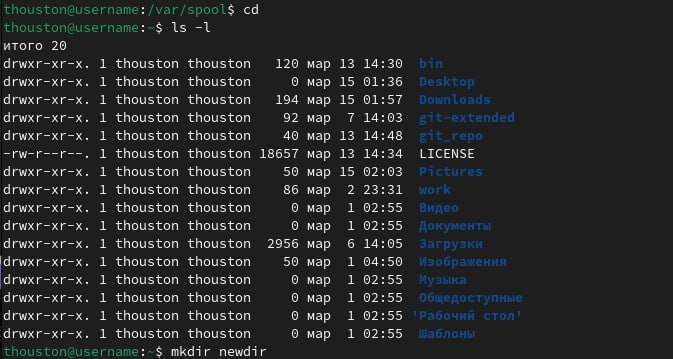 thouston@username:/var/spool$ cd
thouston@username:~$ ls -l
итого 20
drwxr-xr-x. 1 thouston thouston   120 мар 13 14:30  bin
drwxr-xr-x. 1 thouston thouston     0 мар 15 01:36  Desktop
drwxr-xr-x. 1 thouston thouston   194 мар 15 01:57  Downloads
drwxr-xr-x. 1 thouston thouston    92 мар  7 14:03  git-extended
drwxr-xr-x. 1 thouston thouston    40 мар 13 14:48  git_repo
-rw-r--r--. 1 thouston thouston 18657 мар 13 14:34  LICENSE
drwxr-xr-x. 1 thouston thouston    50 мар 15 02:03  Pictures
drwxr-xr-x. 1 thouston thouston    86 мар  2 23:31  work
drwxr-xr-x. 1 thouston thouston     0 мар  1 02:55  Видео
drwxr-xr-x. 1 thouston thouston     0 мар  1 02:55  Документы
drwxr-xr-x. 1 thouston thouston  2956 мар  6 14:05  Загрузки
drwxr-xr-x. 1 thouston thouston    50 мар  1 04:50  Изображения
drwxr-xr-x. 1 thouston thouston     0 мар  1 02:55  Музыка
drwxr-xr-x. 1 thouston thouston     0 мар  1 02:55  Общедоступные
drwxr-xr-x. 1 thouston thouston     0 мар  1 02:55 'Рабочий стол'
drwxr-xr-x. 1 thouston thouston     0 мар  1 02:55  Шаблоны
thouston@username:~$ mkdir newdir